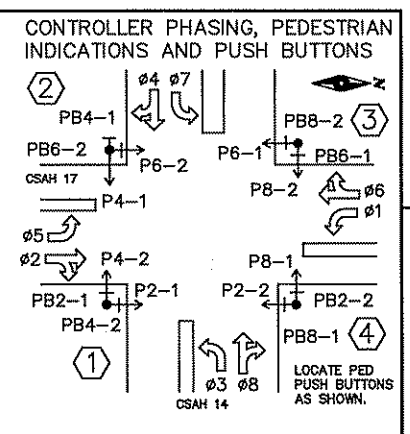 CONTROLLER PHASING, PEDESTRIAN
INDICATIONS AND PUSH BUTTONS
2
ø4 ø7
N
PB4-1
PB8-2
3
PB6-2
P6-2
P6-1
PB6-1
CSAH 17
P4-1
P8-2
ø6
ø1
ø5
ø2
P4-2
P8-1
PB2-1
P2-1
P2-2
PB2-2
PB4-2
PB8-1
4
1
ø3 ø8
CSAH 14
LOCATE PED
PUSH BUTTONS
AS SHOWN.